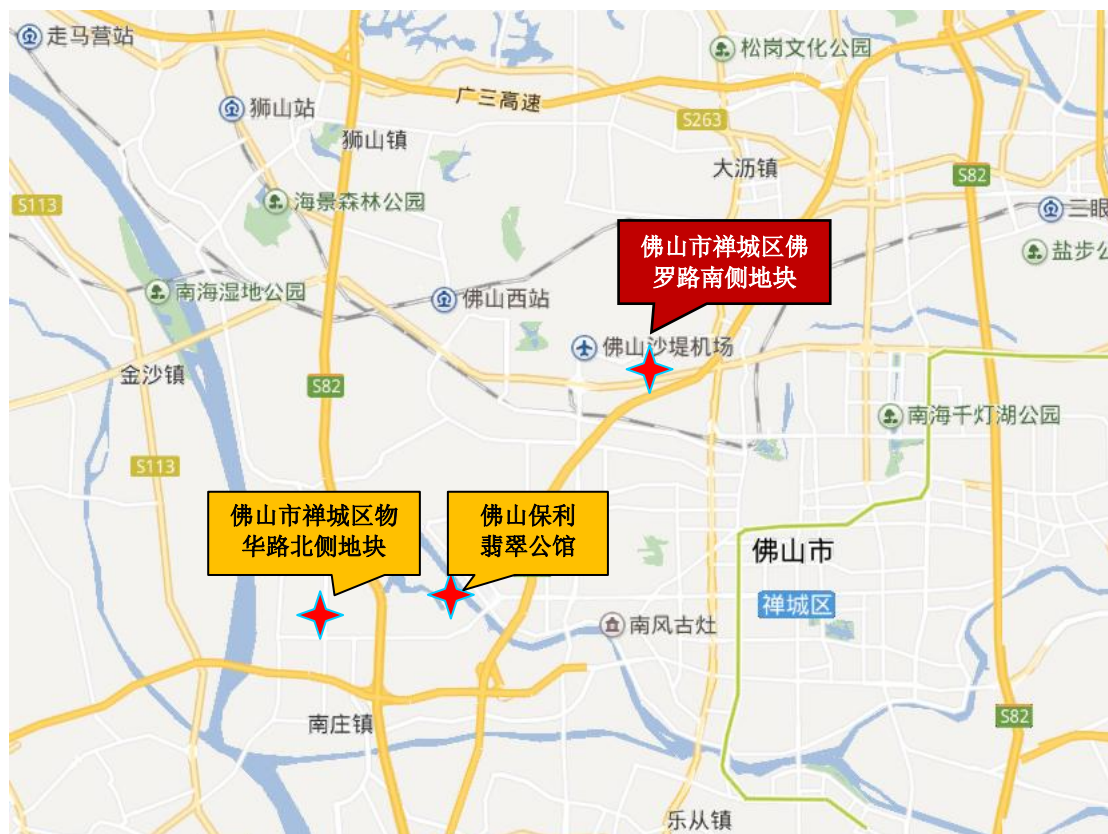 走马营站
松岗文化公园
广三高速
狮山站
S263
狮山镇
大沥镇
S82
海景森林公园
S113
三眼
佛山市禅城区佛
罗路南侧地块
盐步公
南海湿地公园
佛山西站
佛山沙堤机场
金沙镇
S82
南海千灯湖公园
S113
佛山市禅城区物
华路北侧地块
佛山保利
翡翠公馆
佛山市
禅城区
南风古灶
南庄镇
S82
乐从镇